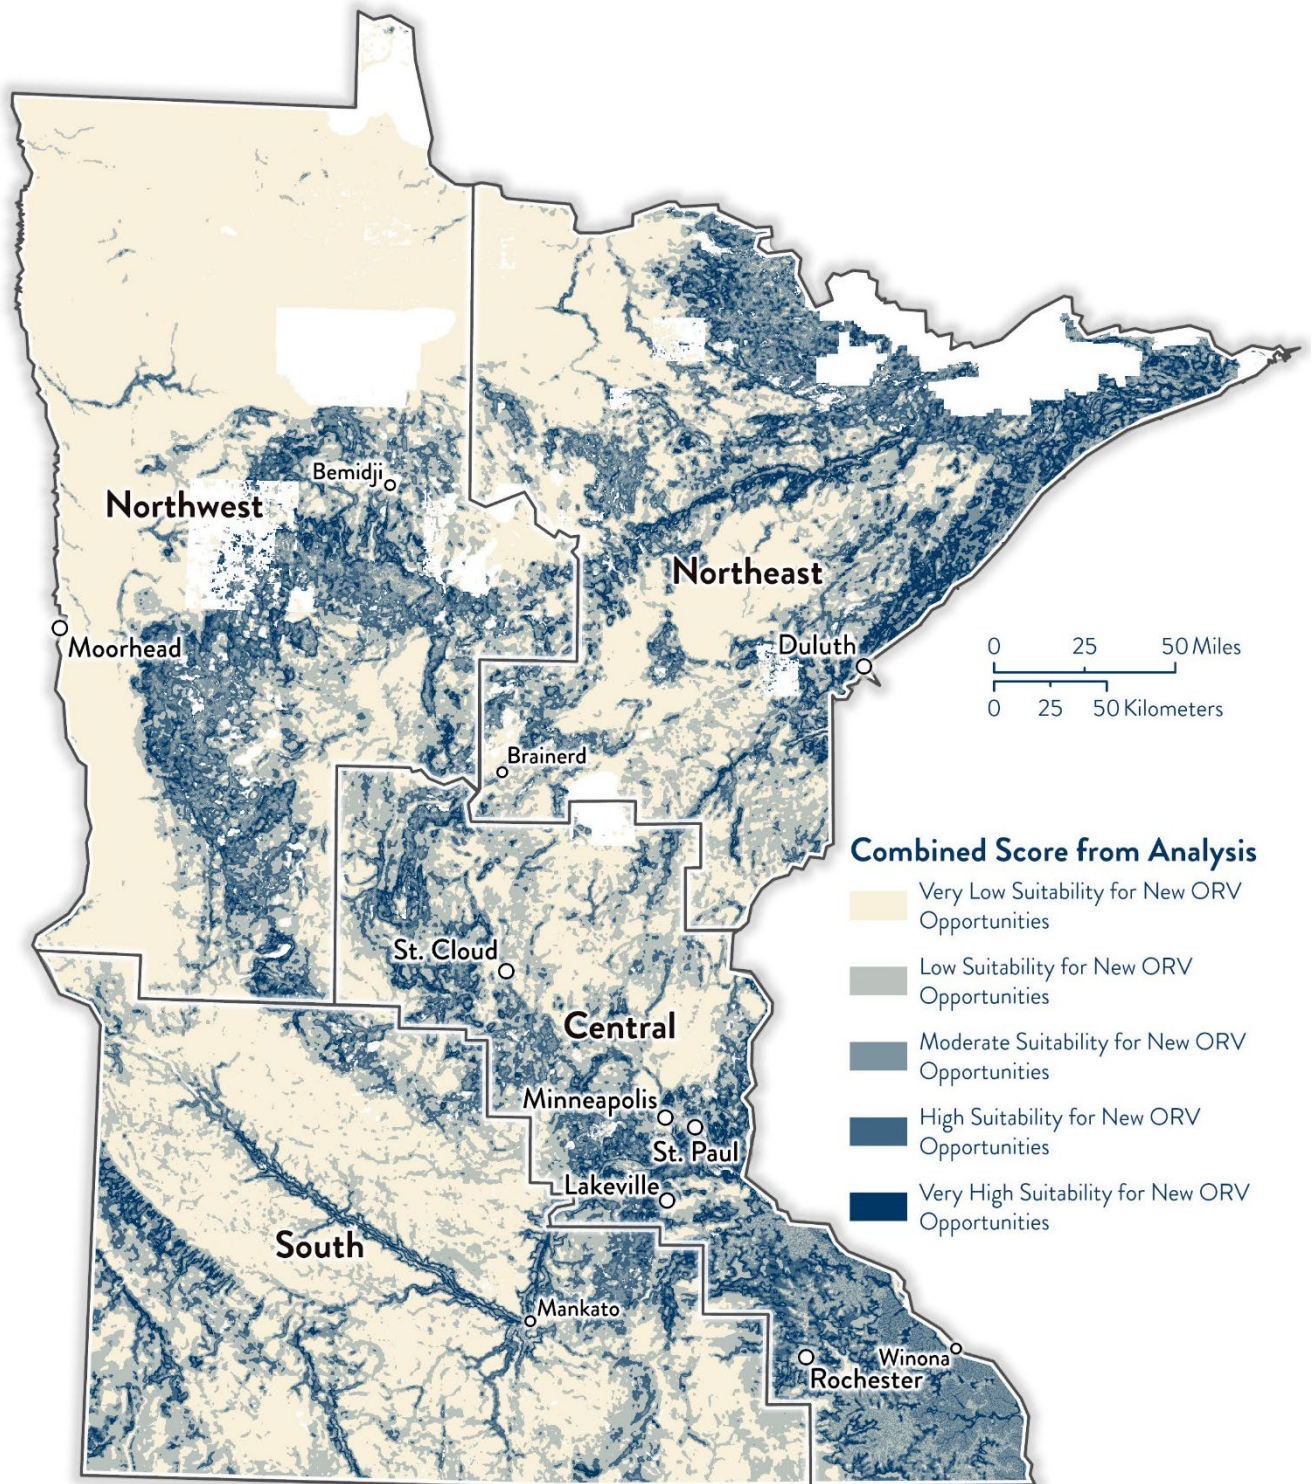 Bemidji
Northwest
Northeast
Moorhead
Duluth
0 25 50 Miles
0 25 50 Kilometers
Brainerd
Combined Score from Analysis
Very Low Suitability for New ORV
Opportunities
Low Suitability for New ORV
Opportunities
Moderate Suitability for New ORV
Opportunities
High Suitability for New ORV
Opportunities
Very High Suitability for New ORV
Opportunities
St. Cloud
Central
Minneapolis
St. Paul
Lakeville
South
Mankato
Winona
Rochester